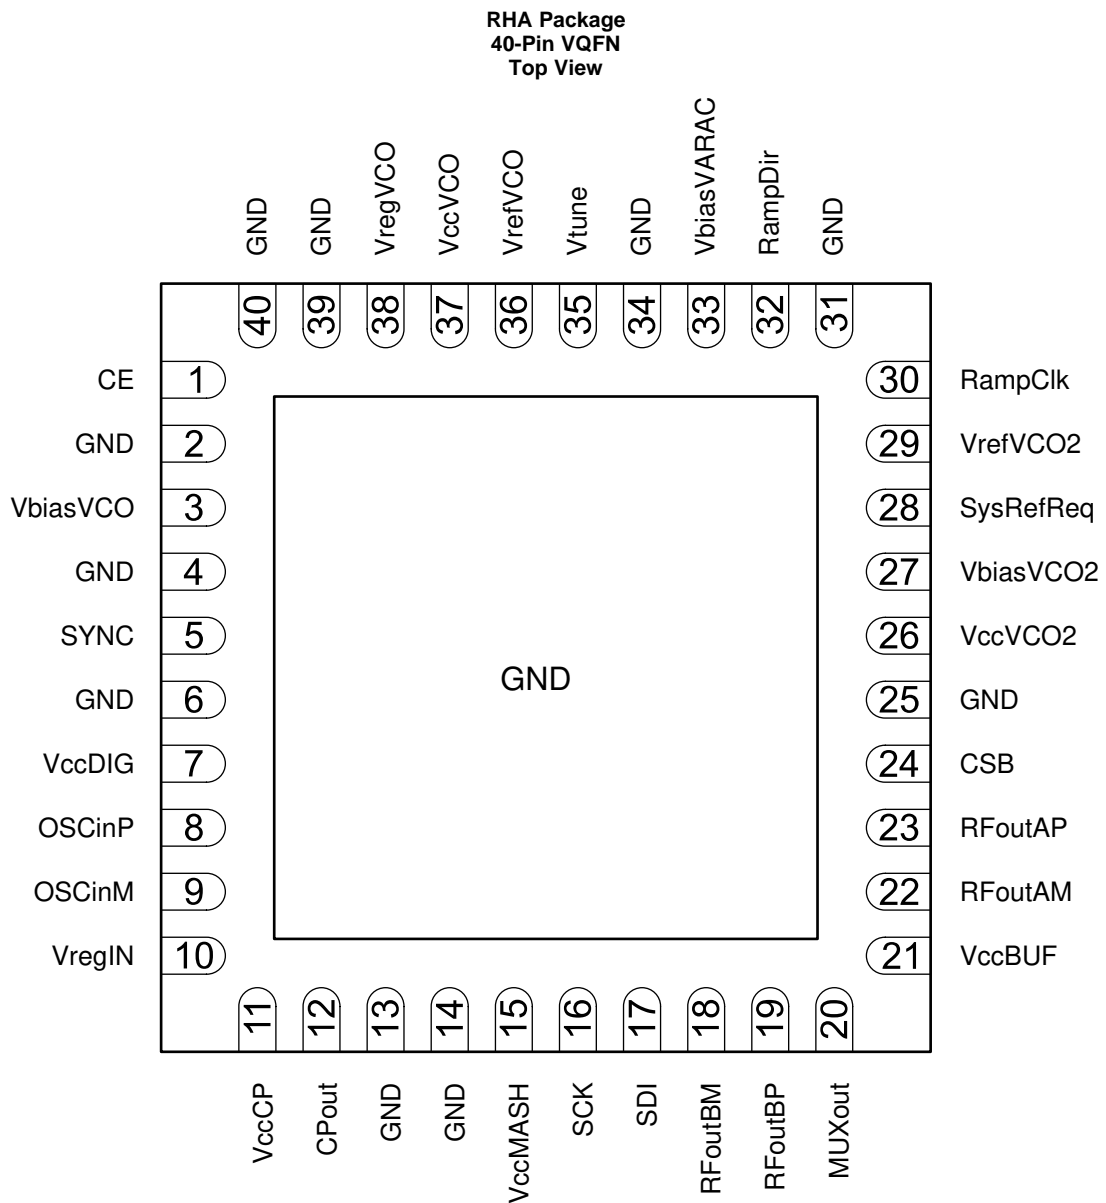 RHA Package
40-Pin VQFN
Top View
GND
GND
VregVCO
VccVCO
VrefVCO
Vtune
GND
VbiasVARAC
RampDir
GND
40
39
38
37
36
35
34
33
32
31
CE 1
30 RampClk
GND 2
29 VrefVCO2
VbiasVCO 3
28 SysRefReq
GND 4
27 VbiasVCO2
SYNC 5
26 VccVCO2
GND
GND 6
25 GND
VccDIG 7
24 CSB
OSCinP 8
23 RFoutAP
OSCinM 9
22 RFoutAM
VregIN 10
21 VccBUF
11
12
13
14
15
16
17
18
19
20
VccCP
CPout
GND
GND
VccMASH
SCK
SDI
RFoutBM
RFoutBP
MUXout